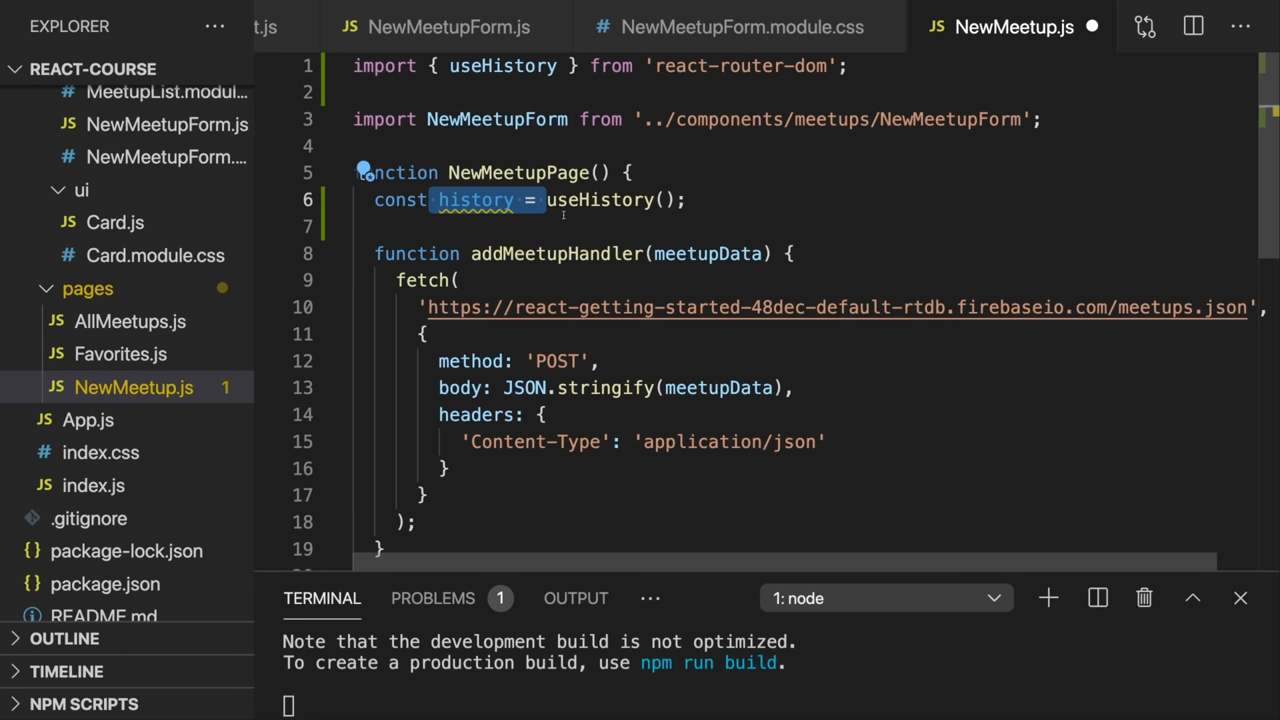 EXPLORER
REACT-COURSE
MeetupList.modul...
NewMeetupForm.js
NewMeetupForm....
ui
Card.js
Card.module.css
pages
AllMeetups.js
Favorites.js
NewMeetup.js 1
App.js
index.css
index.js
.gitignore
package-lock.json
package.json
README.md
OUTLINE
TIMELINE
NPM SCRIPTS
t.js
JS NewMeetupForm.js
# NewMeetupForm.module.css
JS NewMeetup.js
1 import { useHistory } from 'react-router-dom';
2
3 import NewMeetupForm from '../components/meetups/NewMeetupForm';
4
5 nction NewMeetupPage() {
6 const history = useHistory();
7
8 function addMeetupHandler(meetupData) {
9 fetch(
10 'https://react-getting-started-48dec-default-rtdb.firebaseio.com/meetups.json',
11 {
12 method: 'POST',
13 body: JSON.stringify(meetupData),
14 headers: {
15 'Content-Type': 'application/json'
16 }
17 }
18 );
19 }
TERMINAL PROBLEMS 1 OUTPUT ... 1: node
Note that the development build is not optimized.
To create a production build, use npm run build.